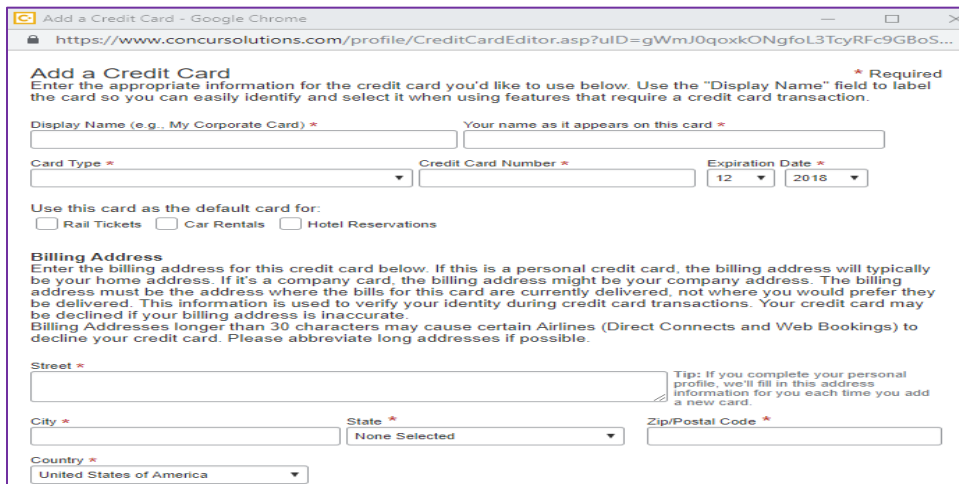 Add a Credit Card - Google Chrome
https://www.concursolutions.com/profile/CreditCardEditor.asp?uID=gWmJ0qoxkONgfoL3TcyRFc9GBoS...
Add a Credit Card * Required
Enter the appropriate information for the credit card you'd like to use below. Use the "Display Name" field to label
the card so you can easily identify and select it when using features that require a credit card transaction.
Display Name (e.g., My Corporate Card) * Your name as it appears on this card *
Card Type * Credit Card Number * Expiration Date *
12 2018
Use this card as the default card for:
Rail Tickets Car Rentals Hotel Reservations
Billing Address
Enter the billing address for this credit card below. If this is a personal credit card, the billing address will typically
be your home address. If it's a company card, the billing address might be your company address. The billing
address must be the address where the bills for this card are currently delivered, not where you would prefer they
be delivered. This information is used to verify your identity during credit card transactions. Your credit card may
be declined if your billing address is inaccurate.
Billing Addresses longer than 30 characters may cause certain Airlines (Direct Connects and Web Bookings) to
decline your credit card. Please abbreviate long addresses if possible.
Street *
Tip: If you complete your personal
profile, we'll fill in this address
information for you each time you add
a new card.
City * State * Zip/Postal Code *
None Selected
Country *
United States of America